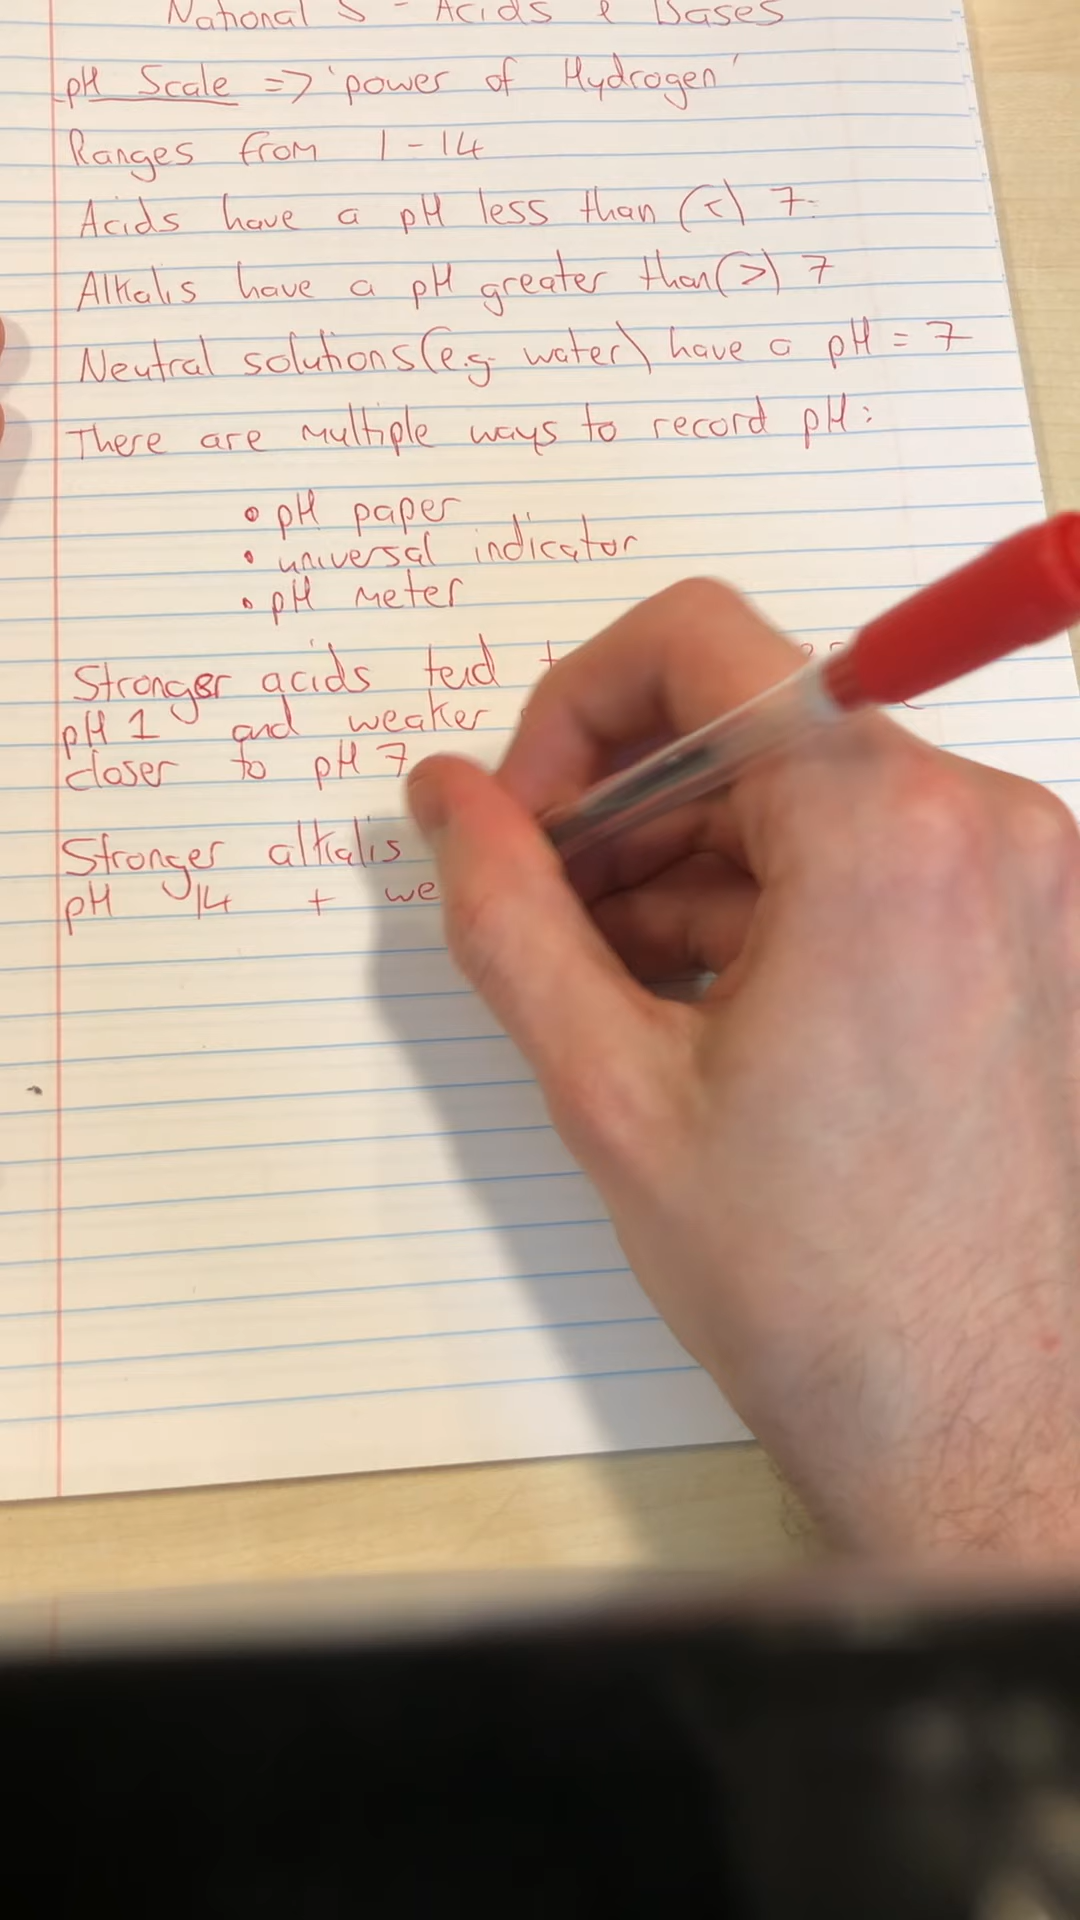 National 5 - Acids & Bases
pH Scale => 'power of Hydrogen'
Ranges from 1-14
Acids have a pH less than (<) 7.
Alkalis have a pH greater than (>) 7
Neutral solutions (e.g. water) have a pH = 7
There are multiple ways to record pH:
• pH paper
• universal indicator
• pH meter
Stronger acids tend
pH 1 and weaker
closer to pH 7
Stronger alkalis
pH 14 + we